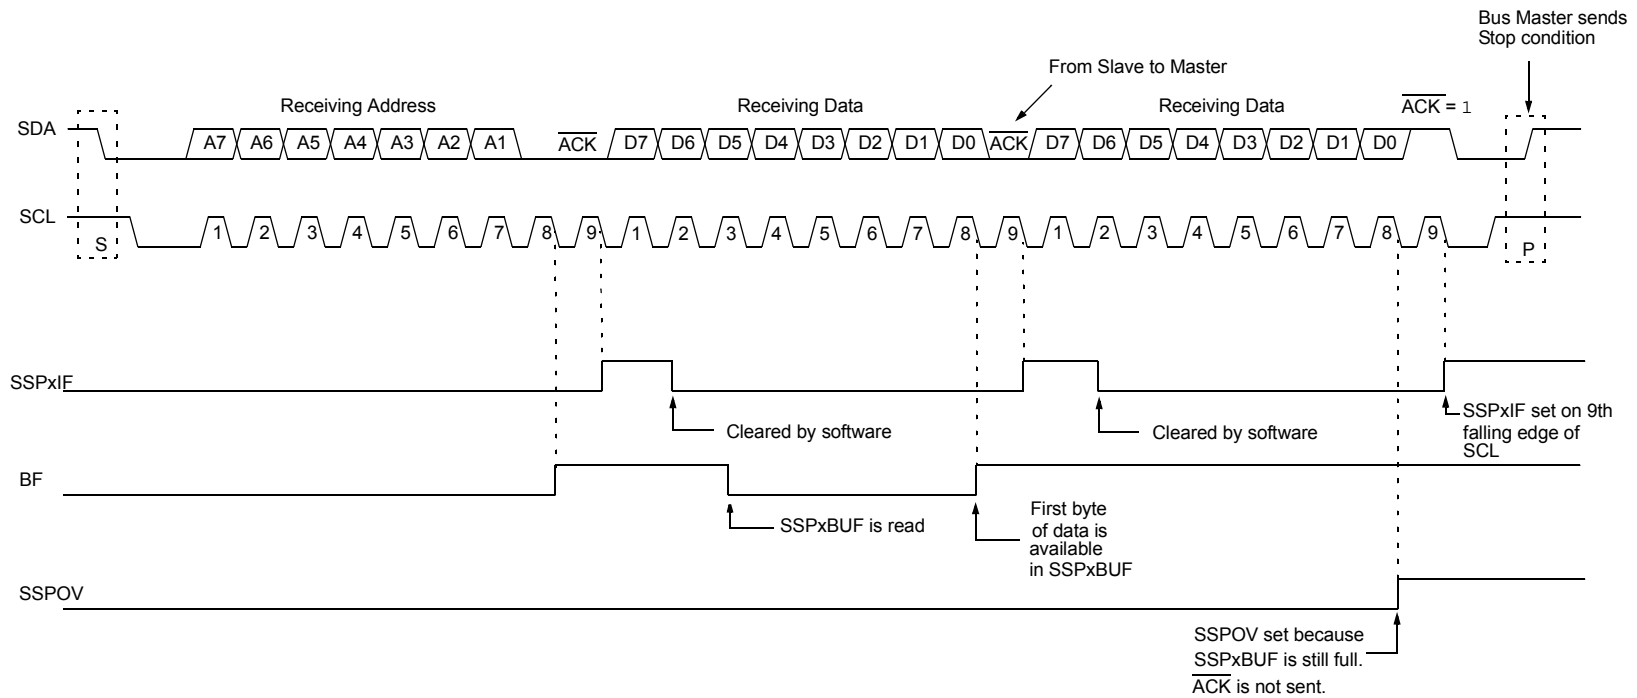 Bus Master sends
Stop condition
From Slave to Master
Receiving Address
Receiving Data
Receiving Data
ACK = 1
SDA
A7 A6 A5 A4 A3 A2 A1 ACK D7 D6 D5 D4 D3 D2 D1 D0 ACK D7 D6 D5 D4 D3 D2 D1 D0
SCL
S 1 2 3 4 5 6 7 8 9 1 2 3 4 5 6 7 8 9 1 2 3 4 5 6 7 8 9 P
SSPxIF
Cleared by software
Cleared by software
SSPxIF set on 9th
falling edge of
SCL
BF
SSPxBUF is read
First byte
of data is
available
in SSPxBUF
SSPOV
SSPOV set because
SSPxBUF is still full.
ACK is not sent.